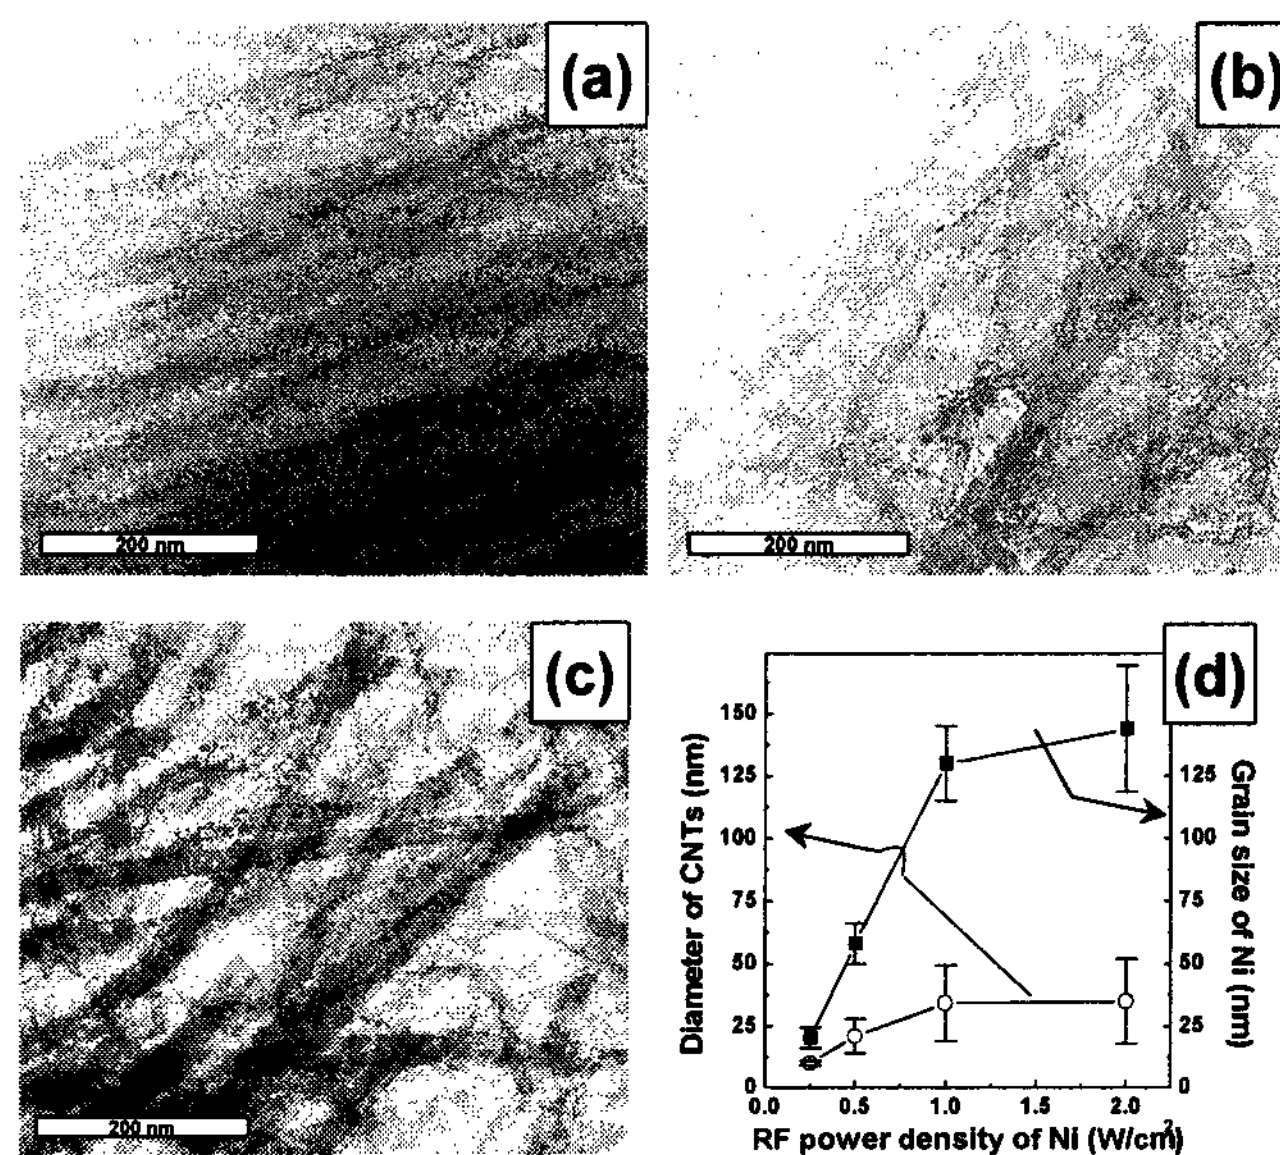 (a)
(b)
200 nm
200 nm
(c)
200 nm
(d)
Diameter of CNTs (nm)
150
125
100
75
50
25
0
125
100
75
50
25
0
Grain size of Ni (nm)
0.0 0.5 1.0 1.5 2.0
RF power density of Ni (W/cm²)